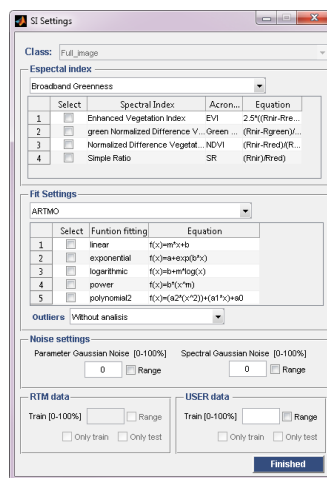 SI Settings
Class: Full_image
Espectal index
Broadband Greenness
Select Spectral Index Acron... Equation
1 Enhanced Vegetation Index EVI 2.5*((Rnir-Rre...
2 green Normalized Difference V... Green ... (Rnir-Rgreen)/...
3 Normalized Difference Vegetat... NDVI (Rnir-Rred)/(R...
4 Simple Ratio SR (Rnir)/Rred)
Fit Settings
ARTMO
Select Funtion fitting Equation
1 linear f(x)=m*x+b
2 exponential f(x)=a+exp(b*x)
3 logarithmic f(x)=b+m*log(x)
4 power f(x)=b*(x^m)
5 polynomial2 f(x)=(a2*(x^2))+(a1*x)+a0
Outliers Without analisis
Noise settings
Parameter Gaussian Noise [0-100%] Spectral Gaussian Noise [0-100%]
0 Range 0 Range
RTM data USER data
Train [0-100%] Range Train [0-100%] Range
Only train Only test Only train Only test
Finished